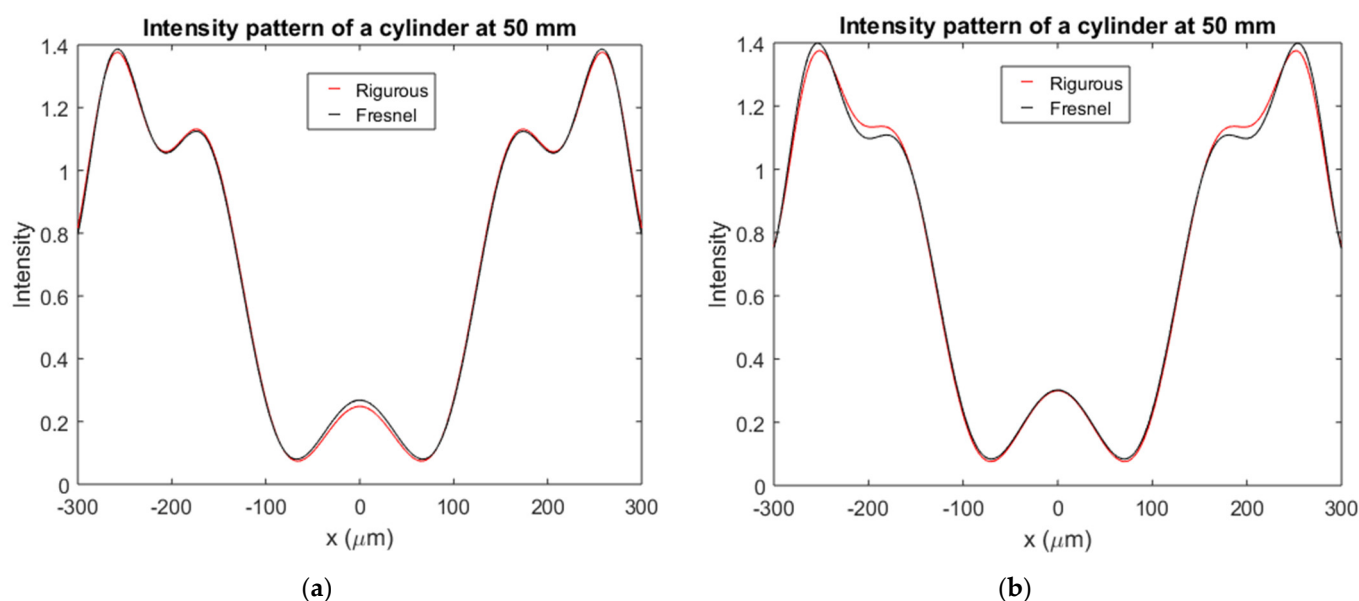 Intensity pattern of a cylinder at 50 mm
1.4
1.2
1
0.8
0.6
0.4
0.2
0
Intensity
Rigurous
Fresnel
-300 -200 -100 0 100 200 300
x (μm)
(a)
Intensity pattern of a cylinder at 50 mm
1.4
1.2
1
0.8
0.6
0.4
0.2
0
Intensity
Rigurous
Fresnel
-300 -200 -100 0 100 200 300
x (μm)
(b)